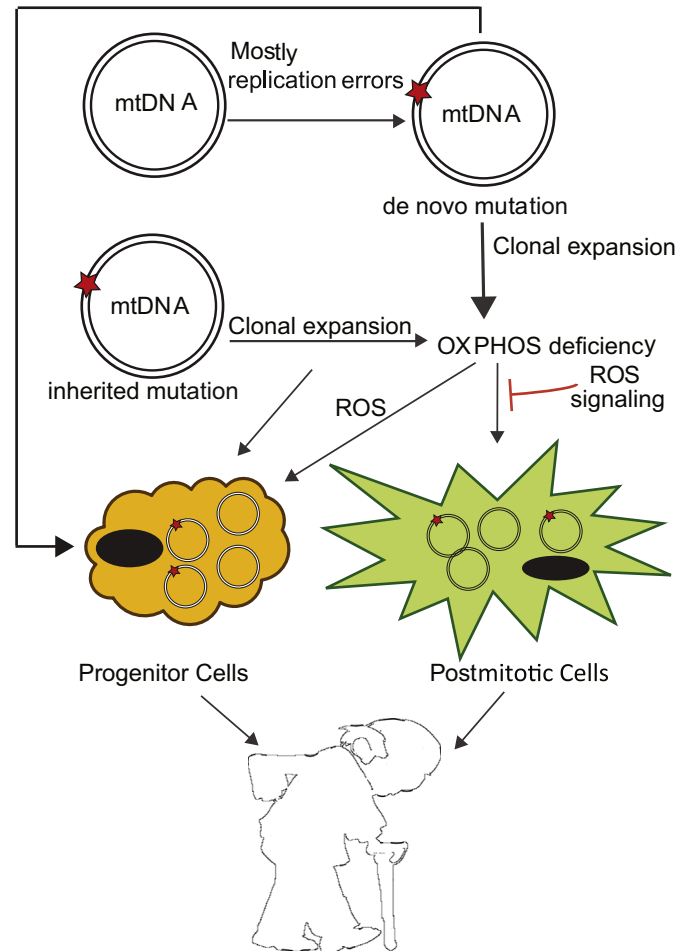 Mostly
replication errors
mtDN A
mtDNA
de novo mutation
Clonal expansion
mtDNA
Clonal expansion
inherited mutation
OXPHOS deficiency
ROS
signaling
ROS
Progenitor Cells
Postmitotic Cells